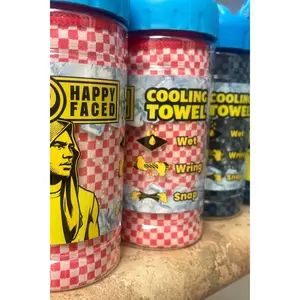 HAPPY
FACED
COOLING
TOWEL
Wet
Wring
Snap
COOLING
TOWEL
Wet
Wring
Snap